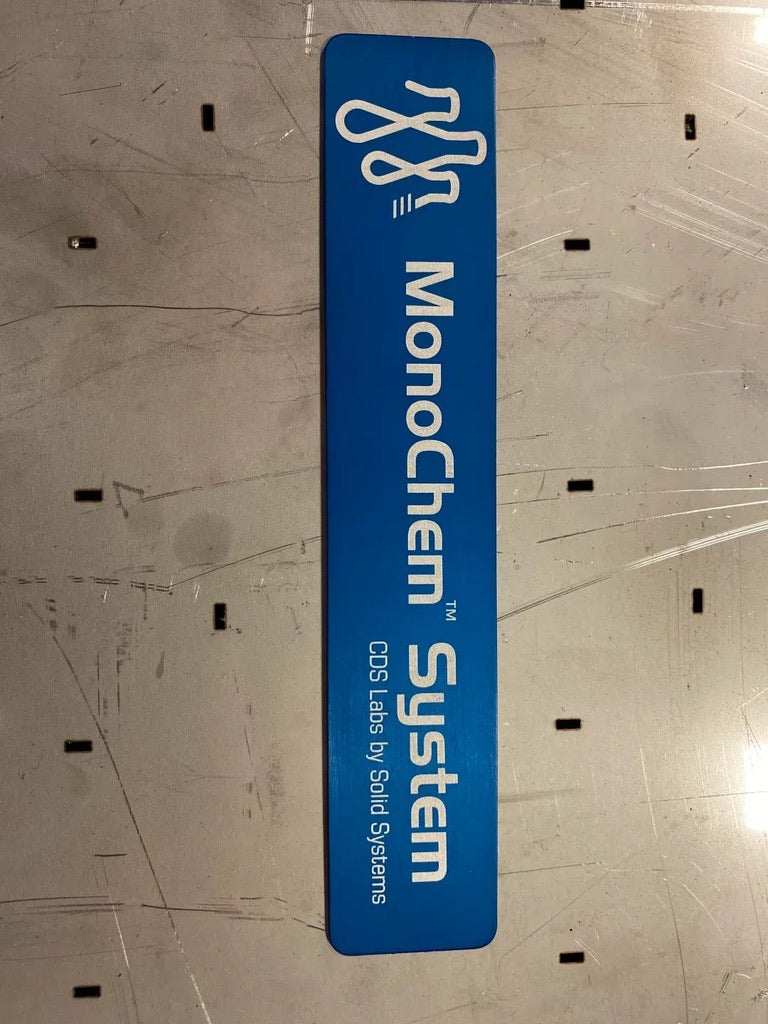 MonoChem™ System
CDS Labs by Solid Systems